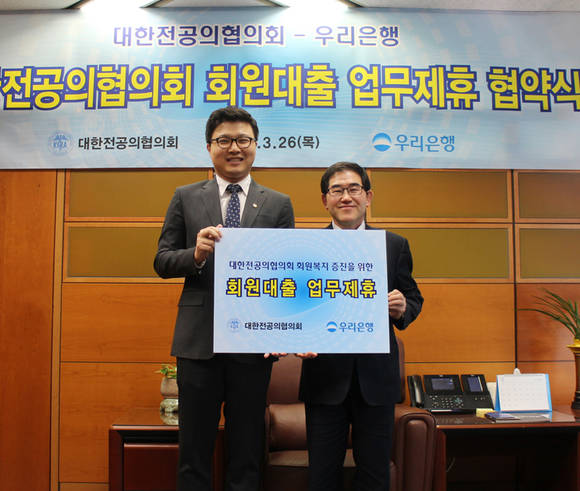 대한전공의협의회 – 우리은행
전공의협의회 회원대출 업무제휴 협약식
대한전공의협의회
.3.26(목)
우리은행
대한전공의협의회 회원복지 증진을 위한
회원대출 업무제휴
대한전공의협의회
우리은행